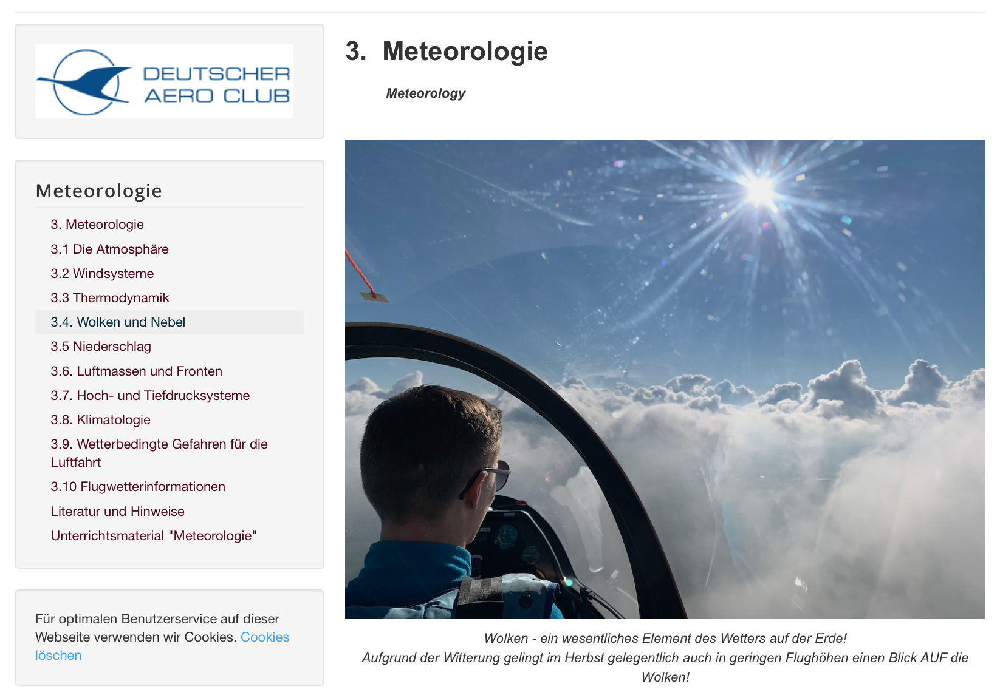 DEUTSCHER
AERO CLUB
Meteorologie
3. Meteorologie
3.1 Die Atmosphäre
3.2 Windsysteme
3.3 Thermodynamik
3.4. Wolken und Nebel
3.5 Niederschlag
3.6. Luftmassen und Fronten
3.7. Hoch- und Tiefdrucksysteme
3.8. Klimatologie
3.9. Wetterbedingte Gefahren für die
Luftfahrt
3.10 Flugwetterinformationen
Literatur und Hinweise
Unterrichtsmaterial "Meteorologie"
Für optimalen Benutzerservice auf dieser
Webseite verwenden wir Cookies. Cookies
löschen
3. Meteorologie
Meteorology
Wolken - ein wesentliches Element des Wetters auf der Erde!
Aufgrund der Witterung gelingt im Herbst gelegentlich auch in geringen Flughöhen einen Blick AUF die
Wolken!